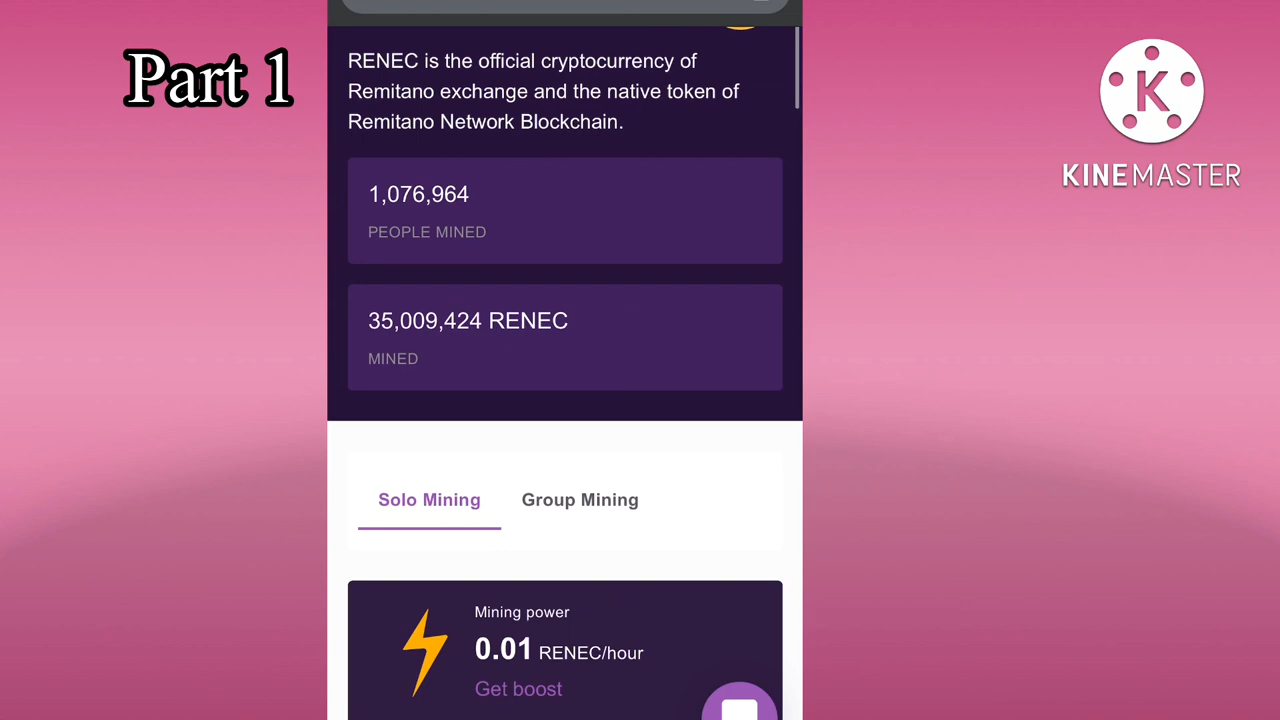 Part 1
RENEC is the official cryptocurrency of
Remitano exchange and the native token of
Remitano Network Blockchain.
1,076,964
PEOPLE MINED
35,009,424 RENEC
MINED
Solo Mining Group Mining
Mining power
0.01 RENEC/hour
Get boost
K
KINEMASTER